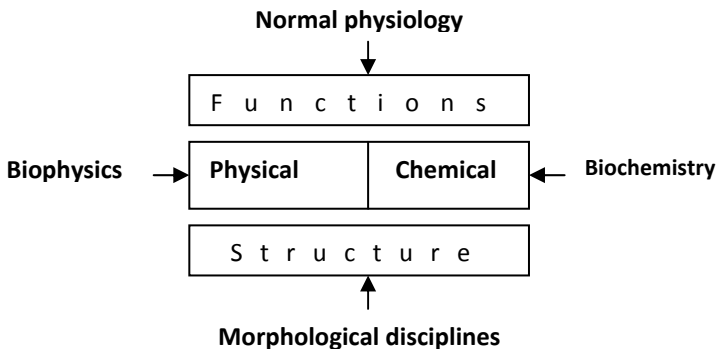 Normal physiology
F u n c t i o n s
Biophysics Physical Chemical Biochemistry
S t r u c t u r e
Morphological disciplines